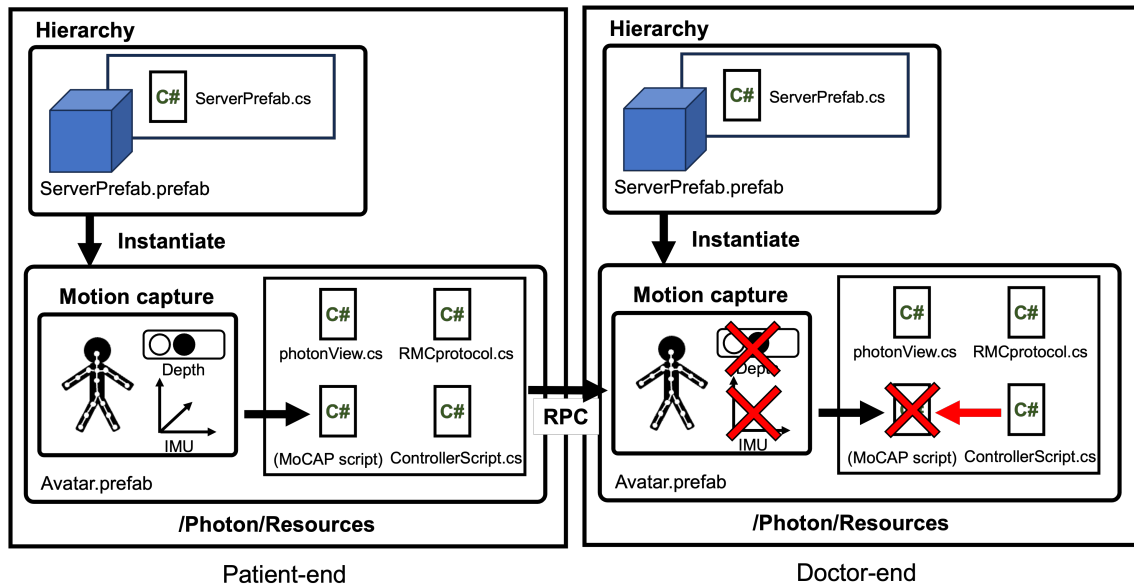 Hierarchy
C#
ServerPrefab.cs
ServerPrefab.prefab
Instantiate
Motion capture
Depth
IMU
C#
C#
photonView.cs
RMCprotocol.cs
C#
C#
(MoCAP script)
ControllerScript.cs
Avatar.prefab
/Photon/Resources
Patient-end
RPC
Hierarchy
C#
ServerPrefab.cs
ServerPrefab.prefab
Instantiate
Motion capture
Depth
IMU
C#
C#
photonView.cs
RMCprotocol.cs
C#
(MoCAP script)
ControllerScript.cs
Avatar.prefab
/Photon/Resources
Doctor-end